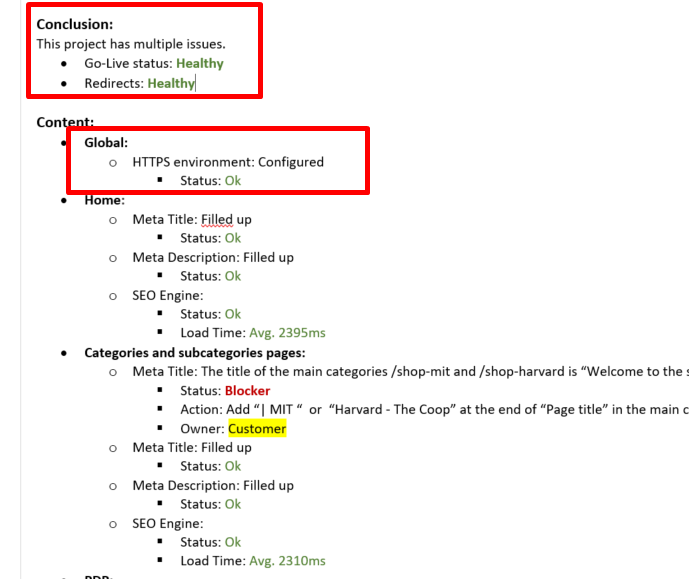 Conclusion:
This project has multiple issues.
• Go-Live status: Healthy
• Redirects: Healthy
Content:
• Global:
o HTTPS environment: Configured
▪ Status: Ok
• Home:
o Meta Title: Filled up
▪ Status: Ok
o Meta Description: Filled up
▪ Status: Ok
o SEO Engine:
▪ Status: Ok
▪ Load Time: Avg. 2395ms
• Categories and subcategories pages:
o Meta Title: The title of the main categories /shop-mit and /shop-harvard is “Welcome to the s
▪ Status: Blocker
▪ Action: Add “| MIT “ or “Harvard - The Coop” at the end of “Page title” in the main c
▪ Owner: Customer
o Meta Title: Filled up
▪ Status: Ok
o Meta Description: Filled up
▪ Status: Ok
o SEO Engine:
▪ Status: Ok
▪ Load Time: Avg. 2310ms
• PDP: